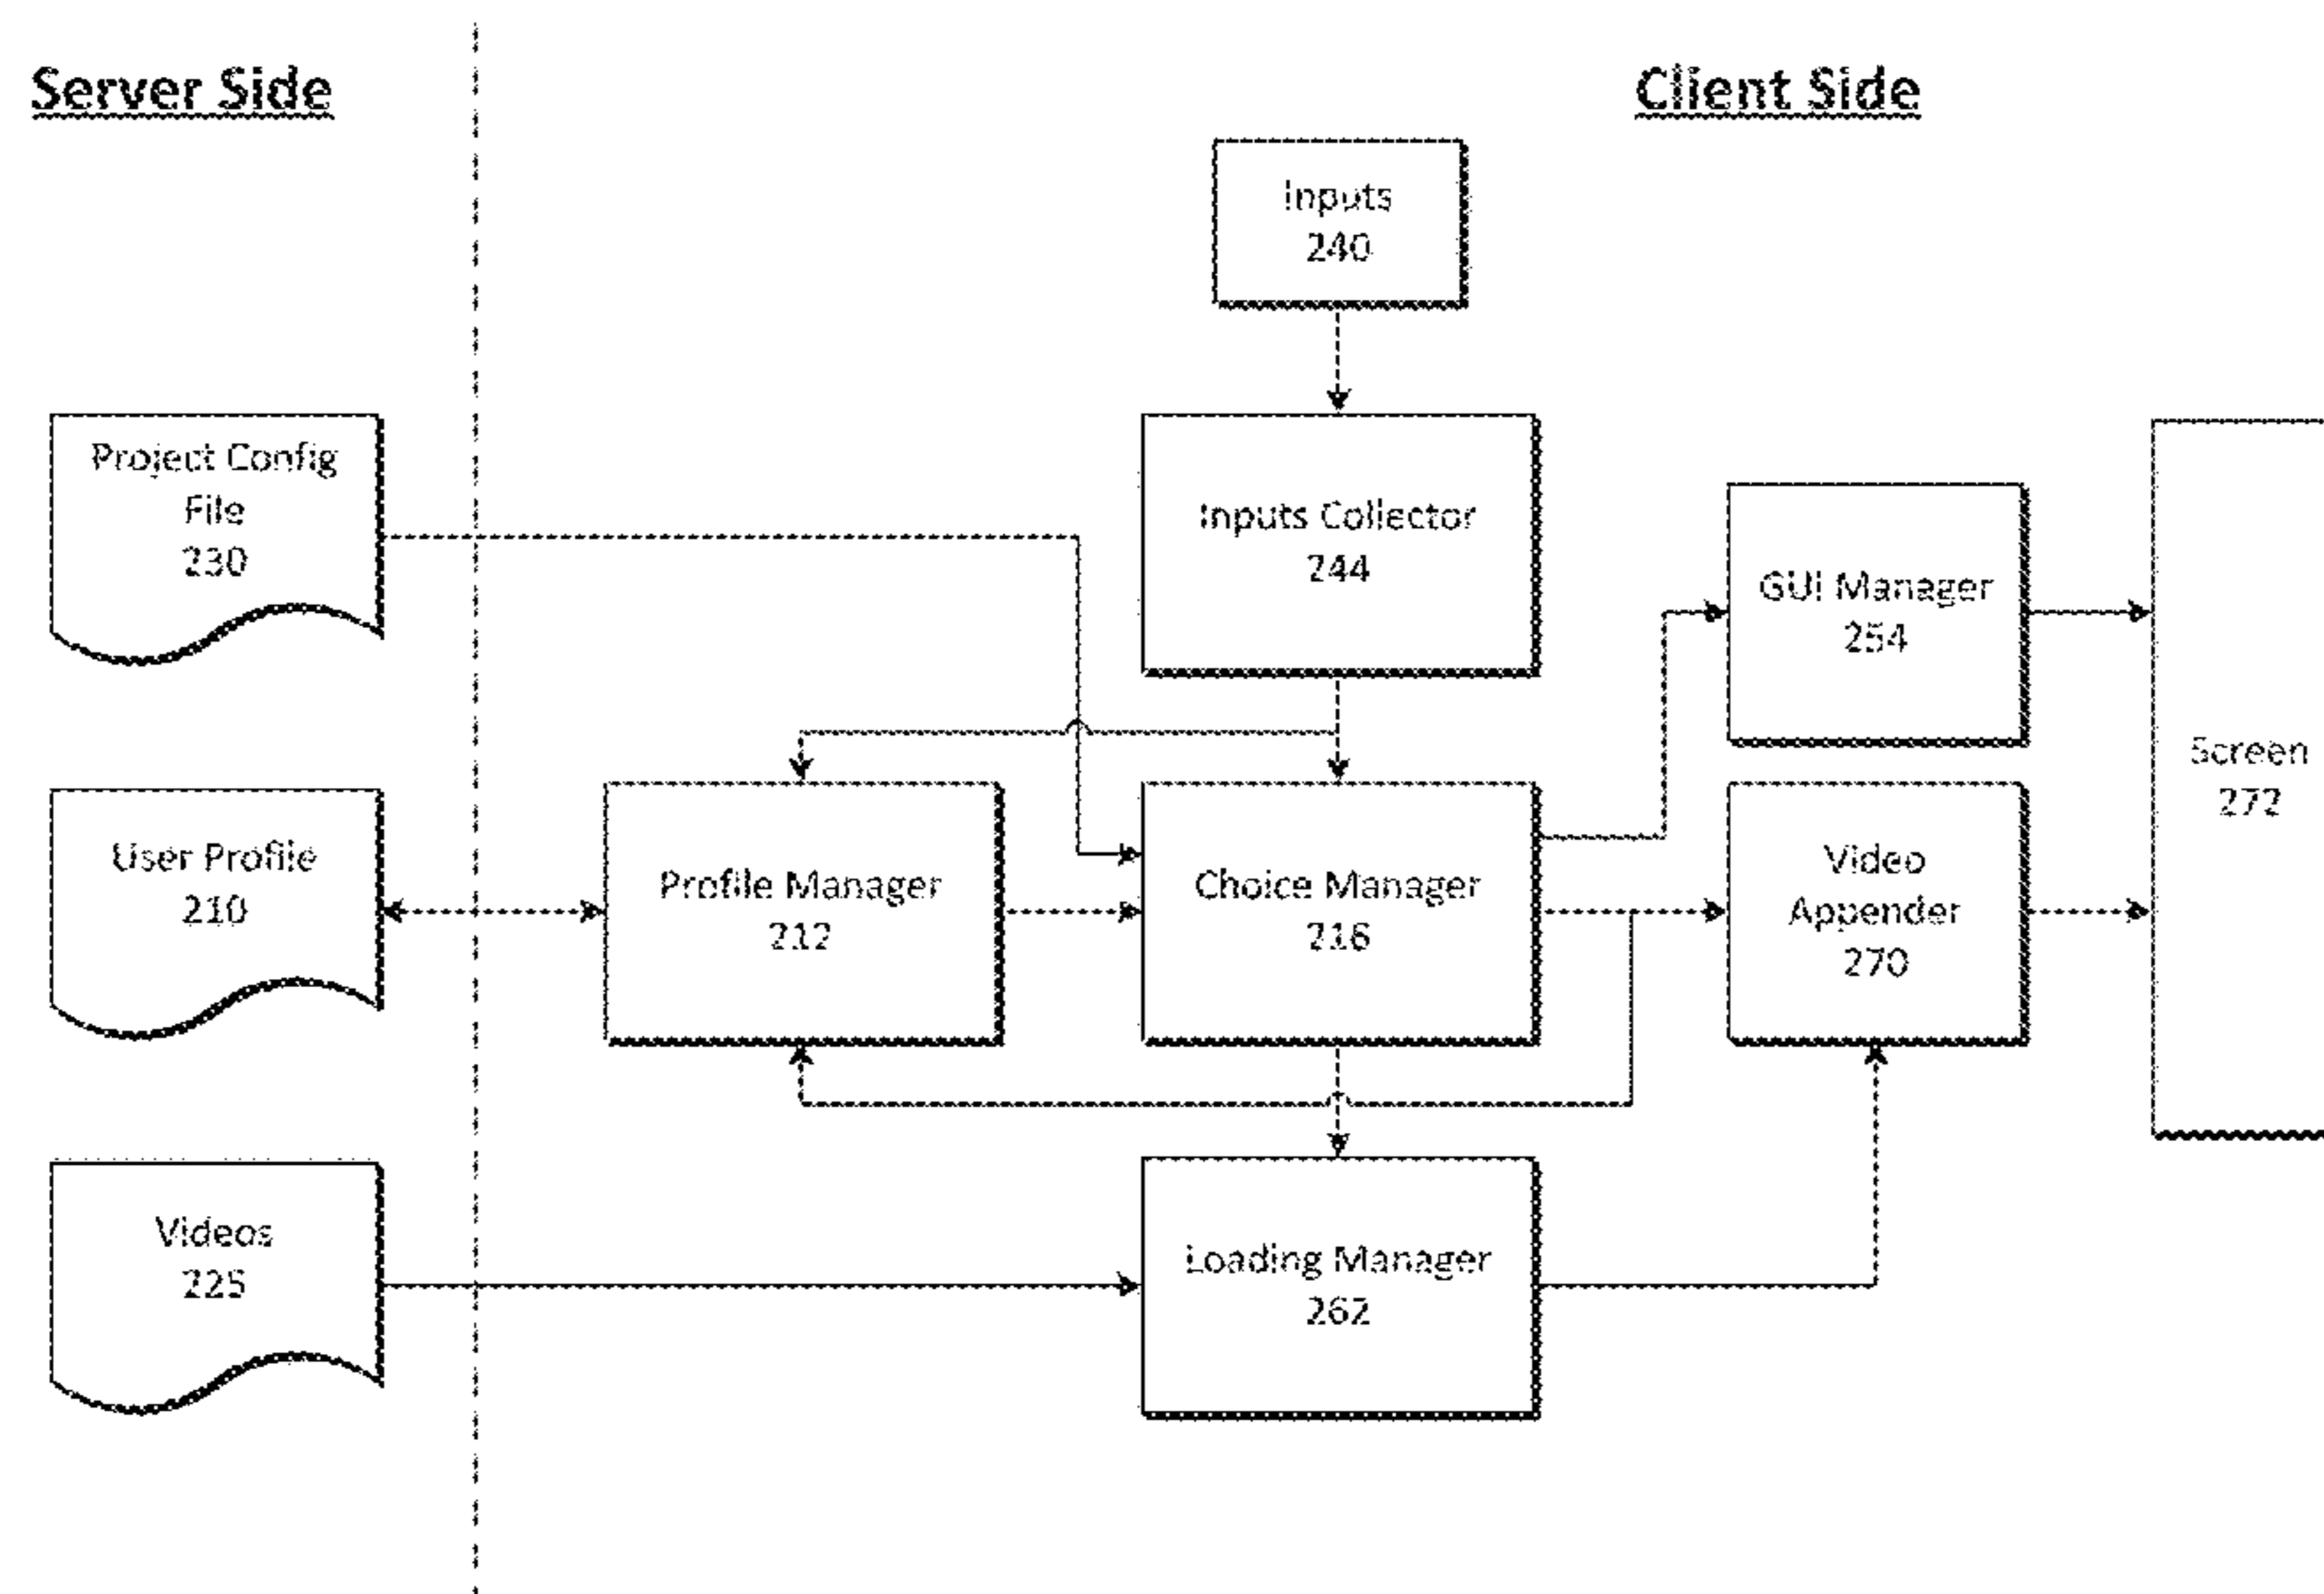 Server Side
Client Side
Inputs
240
Project Config
File
230
Inputs Collector
244
GUI Manager
254
Screen
272
User Profile
210
Profile Manager
212
Choice Manager
216
Video
Appender
270
Videos
225
Loading Manager
262